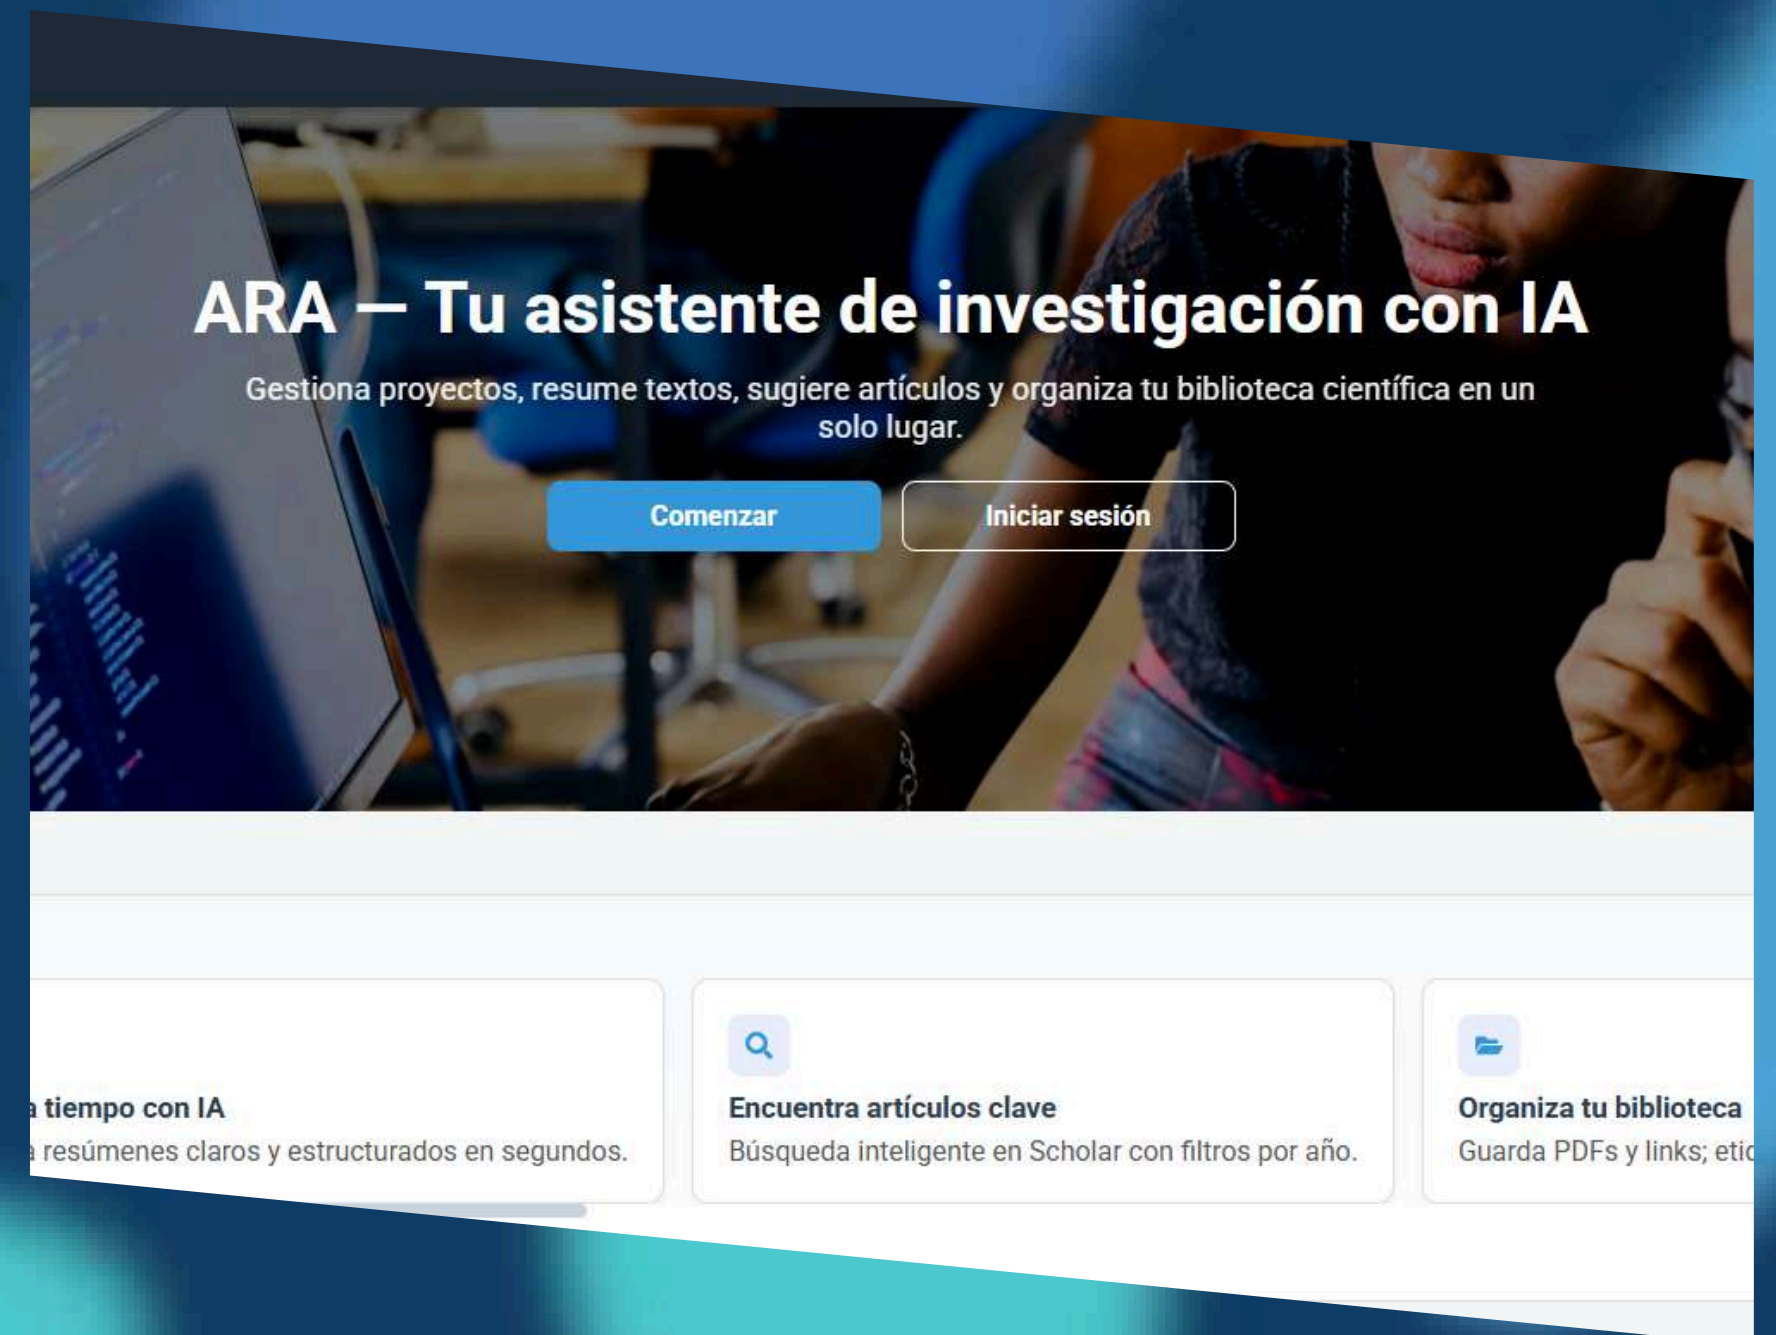 ARA — Tu asistente de investigación con IA
Gestiona proyectos, resume textos, sugiere artículos y organiza tu biblioteca científica en un
solo lugar.
Comenzar
Iniciar sesión
tiempo con IA
resúmenes claros y estructurados en segundos.
Encuentra artículos clave
Búsqueda inteligente en Scholar con filtros por año.
Organiza tu biblioteca
Guarda PDFs y links;